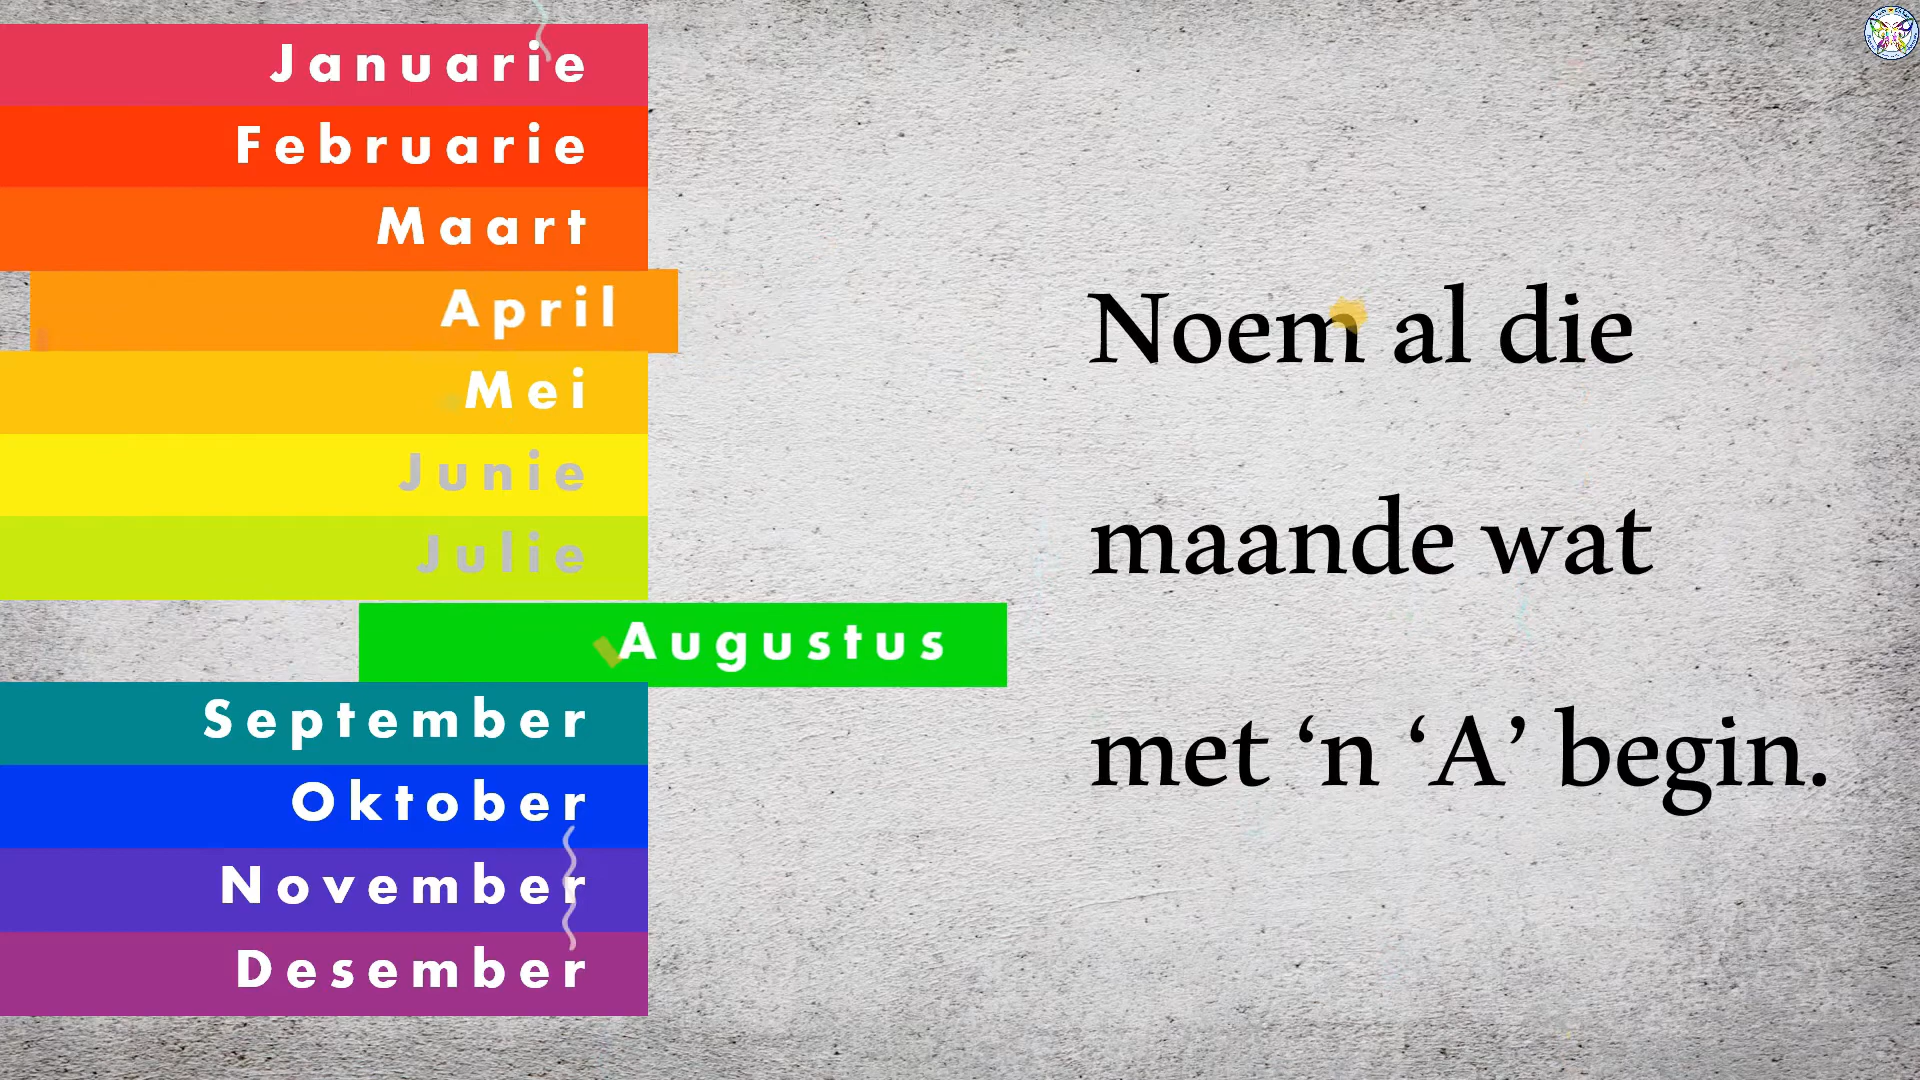 Januarie
Februarie
Maart
April
Mei
Junie
Julie
Augustus
September
Oktober
November
Desember
Noem al die
maande wat
met ‘n ‘A’ begin.